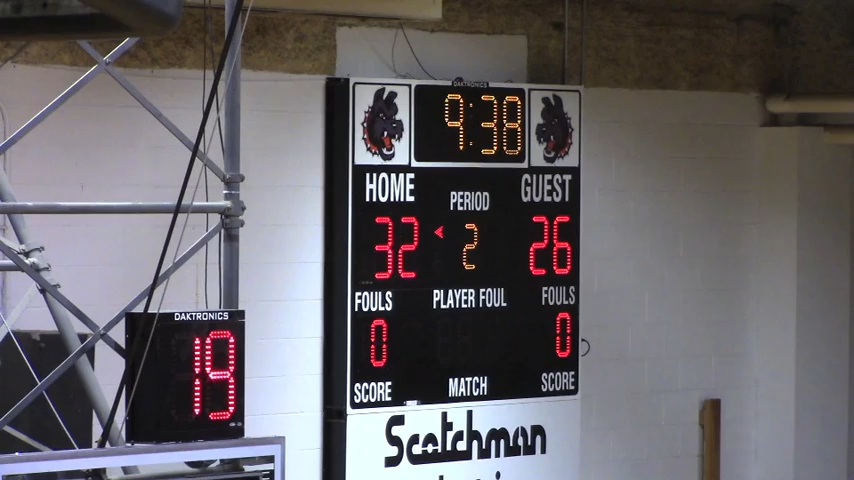 DAKTRONICS
9:38
HOME GUEST
PERIOD
32 2 26
FOULS PLAYER FOUL FOULS
0 0
SCORE MATCH SCORE
Scotchman
DAKTRONICS
19